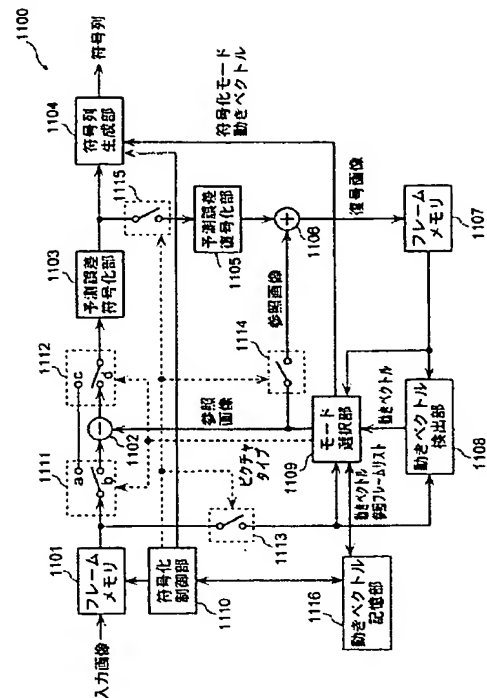 1100
入力画像
1101
フレーム
メモリ
1111
a
b
1102
1112
c
d
1103
予測誤差
符号化部
1104
符号列
生成部
符号列
1115
予測誤差
復号化部
1105
1106
参照画像
参照画像
1114
符号化モード
動きベクトル
復号画像
1107
フレーム
メモリ
1110
符号化
制御部
ピクチャ
タイプ
1113
1109
モード
選択部
動きベクトル
動きベクトル
検出部
1108
動きベクトル
参照フレームリスト
1116
動きベクトル
記憶部